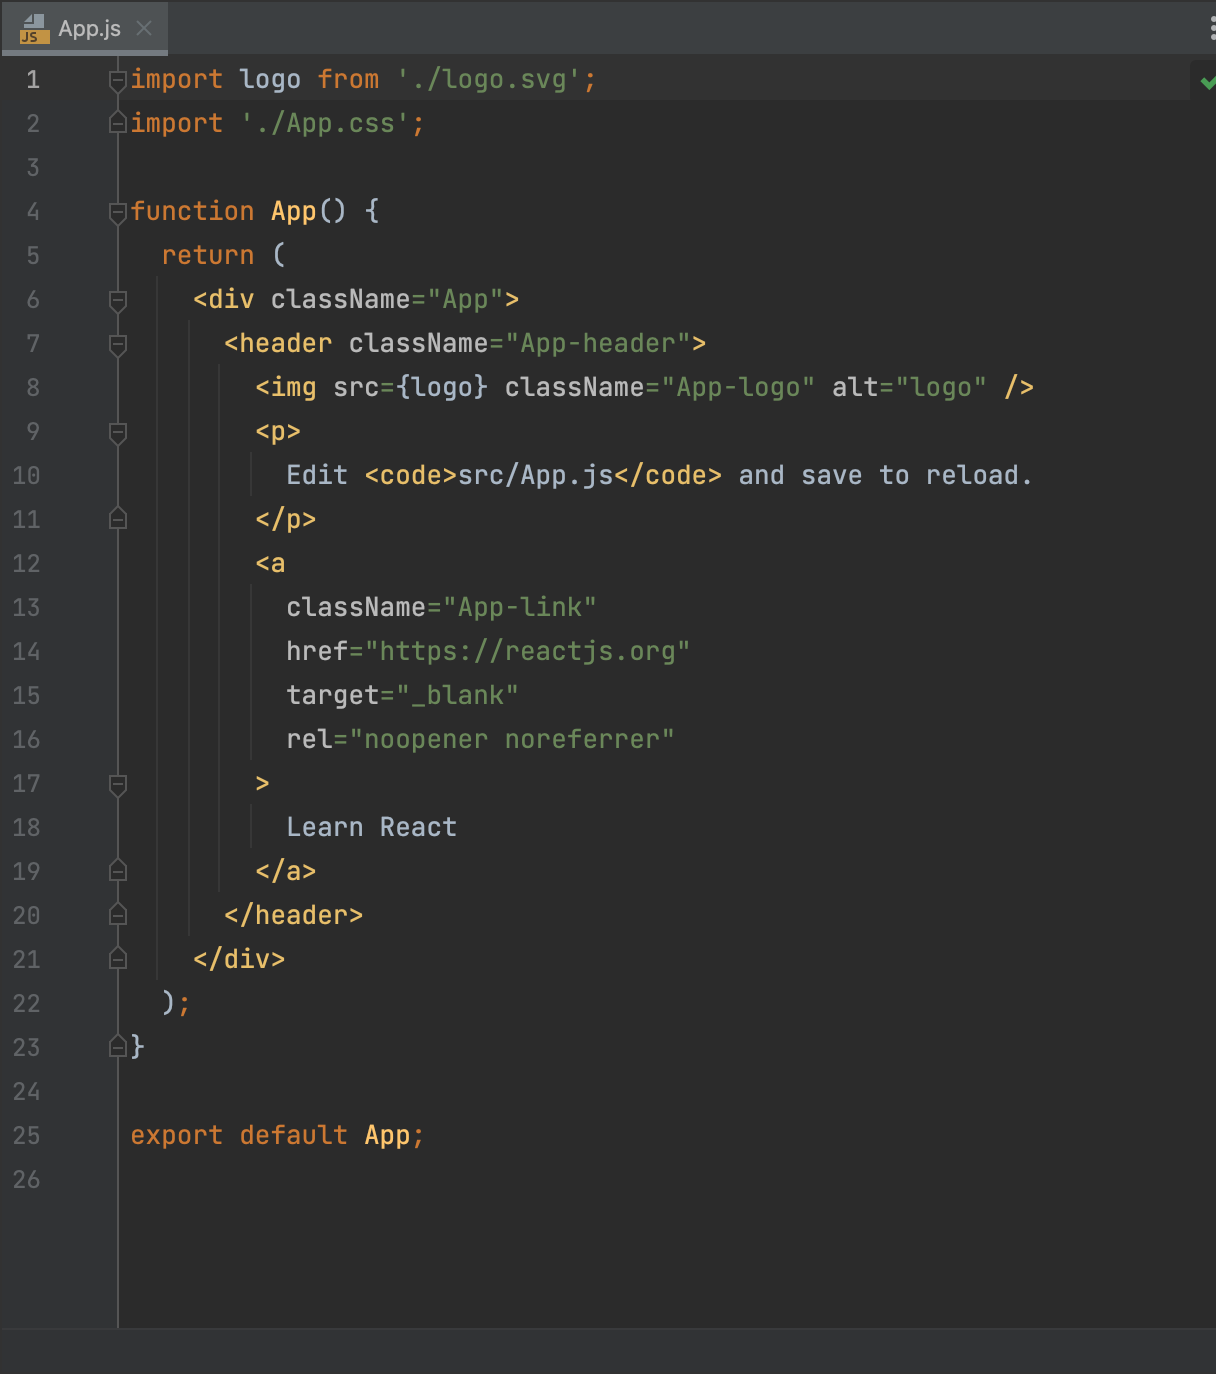 JS App.js
1 import logo from './logo.svg';
2 import './App.css';
3
4 function App() {
5   return (
6     <div className="App">
7       <header className="App-header">
8         <img src={logo} className="App-logo" alt="logo" />
9         <p>
10           Edit <code>src/App.js</code> and save to reload.
11         </p>
12         <a
13           className="App-link"
14           href="https://reactjs.org"
15           target="_blank"
16           rel="noopener noreferrer"
17         >
18           Learn React
19         </a>
20       </header>
21     </div>
22   );
23 }
24
25 export default App;
26